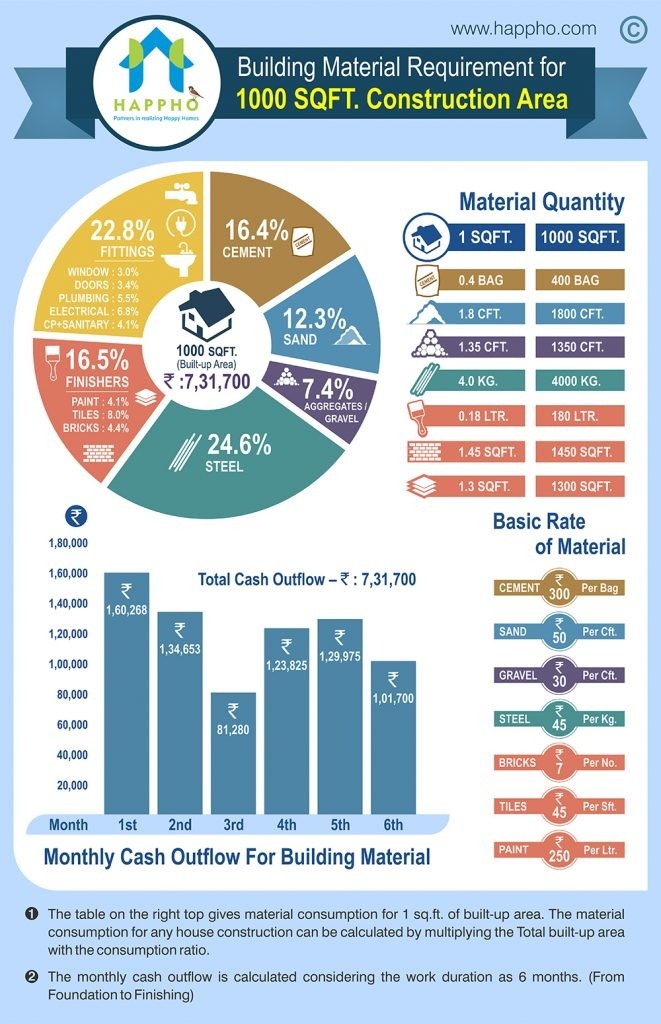 www.happho.com ©
HAPPHO
Partners in realizing Happy Homes
Building Material Requirement for
1000 SQFT. Construction Area
22.8%
FITTINGS
WINDOW : 3.0%
DOORS : 3.4%
PLUMBING : 5.5%
ELECTRICAL : 6.8%
CP+SANITARY : 4.1%
16.4%
CEMENT
CEMENT
12.3%
SAND
7.4%
AGGREGATES /
GRAVEL
24.6%
STEEL
16.5%
FINISHERS
PAINT : 4.1%
TILES : 8.0%
BRICKS : 4.4%
1000 SQFT.
(Built-up Area)
₹ :7,31,700
Material Quantity
1 SQFT. 1000 SQFT.
CEMENT 0.4 BAG 400 BAG
1.8 CFT. 1800 CFT.
1.35 CFT. 1350 CFT.
4.0 KG. 4000 KG.
0.18 LTR. 180 LTR.
1.45 SQFT. 1450 SQFT.
1.3 SQFT. 1300 SQFT.
₹
1,80,000
1,60,000
1,40,000
1,20,000
1,00,000
80,000
60,000
40,000
20,000
Total Cash Outflow – ₹ : 7,31,700
₹
1,60,268
₹
1,34,653
₹
81,280
₹
1,23,825
₹
1,29,975
₹
1,01,700
Month 1st 2nd 3rd 4th 5th 6th
Monthly Cash Outflow For Building Material
Basic Rate
of Material
CEMENT ₹ 300 Per Bag
SAND ₹ 50 Per Cft.
GRAVEL ₹ 30 Per Cft.
STEEL ₹ 45 Per Kg.
BRICKS ₹ 7 Per No.
TILES ₹ 45 Per Sft.
PAINT ₹ 250 Per Ltr.
1 The table on the right top gives material consumption for 1 sq.ft. of built-up area. The material
consumption for any house construction can be calculated by multiplying the Total built-up area
with the consumption ratio.
2 The monthly cash outflow is calculated considering the work duration as 6 months. (From
Foundation to Finishing)